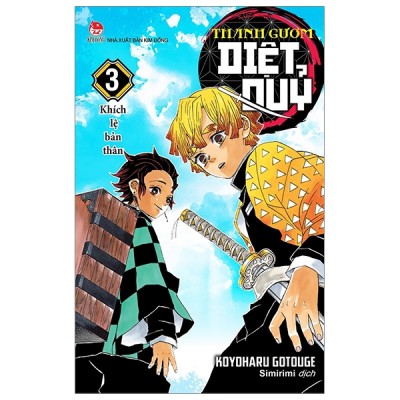 NHÀ XUẤT BẢN KIM ĐỒNG
THANH GƯƠM
DIỆT
QUỶ
3
Khích
lệ
bản
thân
KOYOHARU GOTOUGE
Simirimi dịch